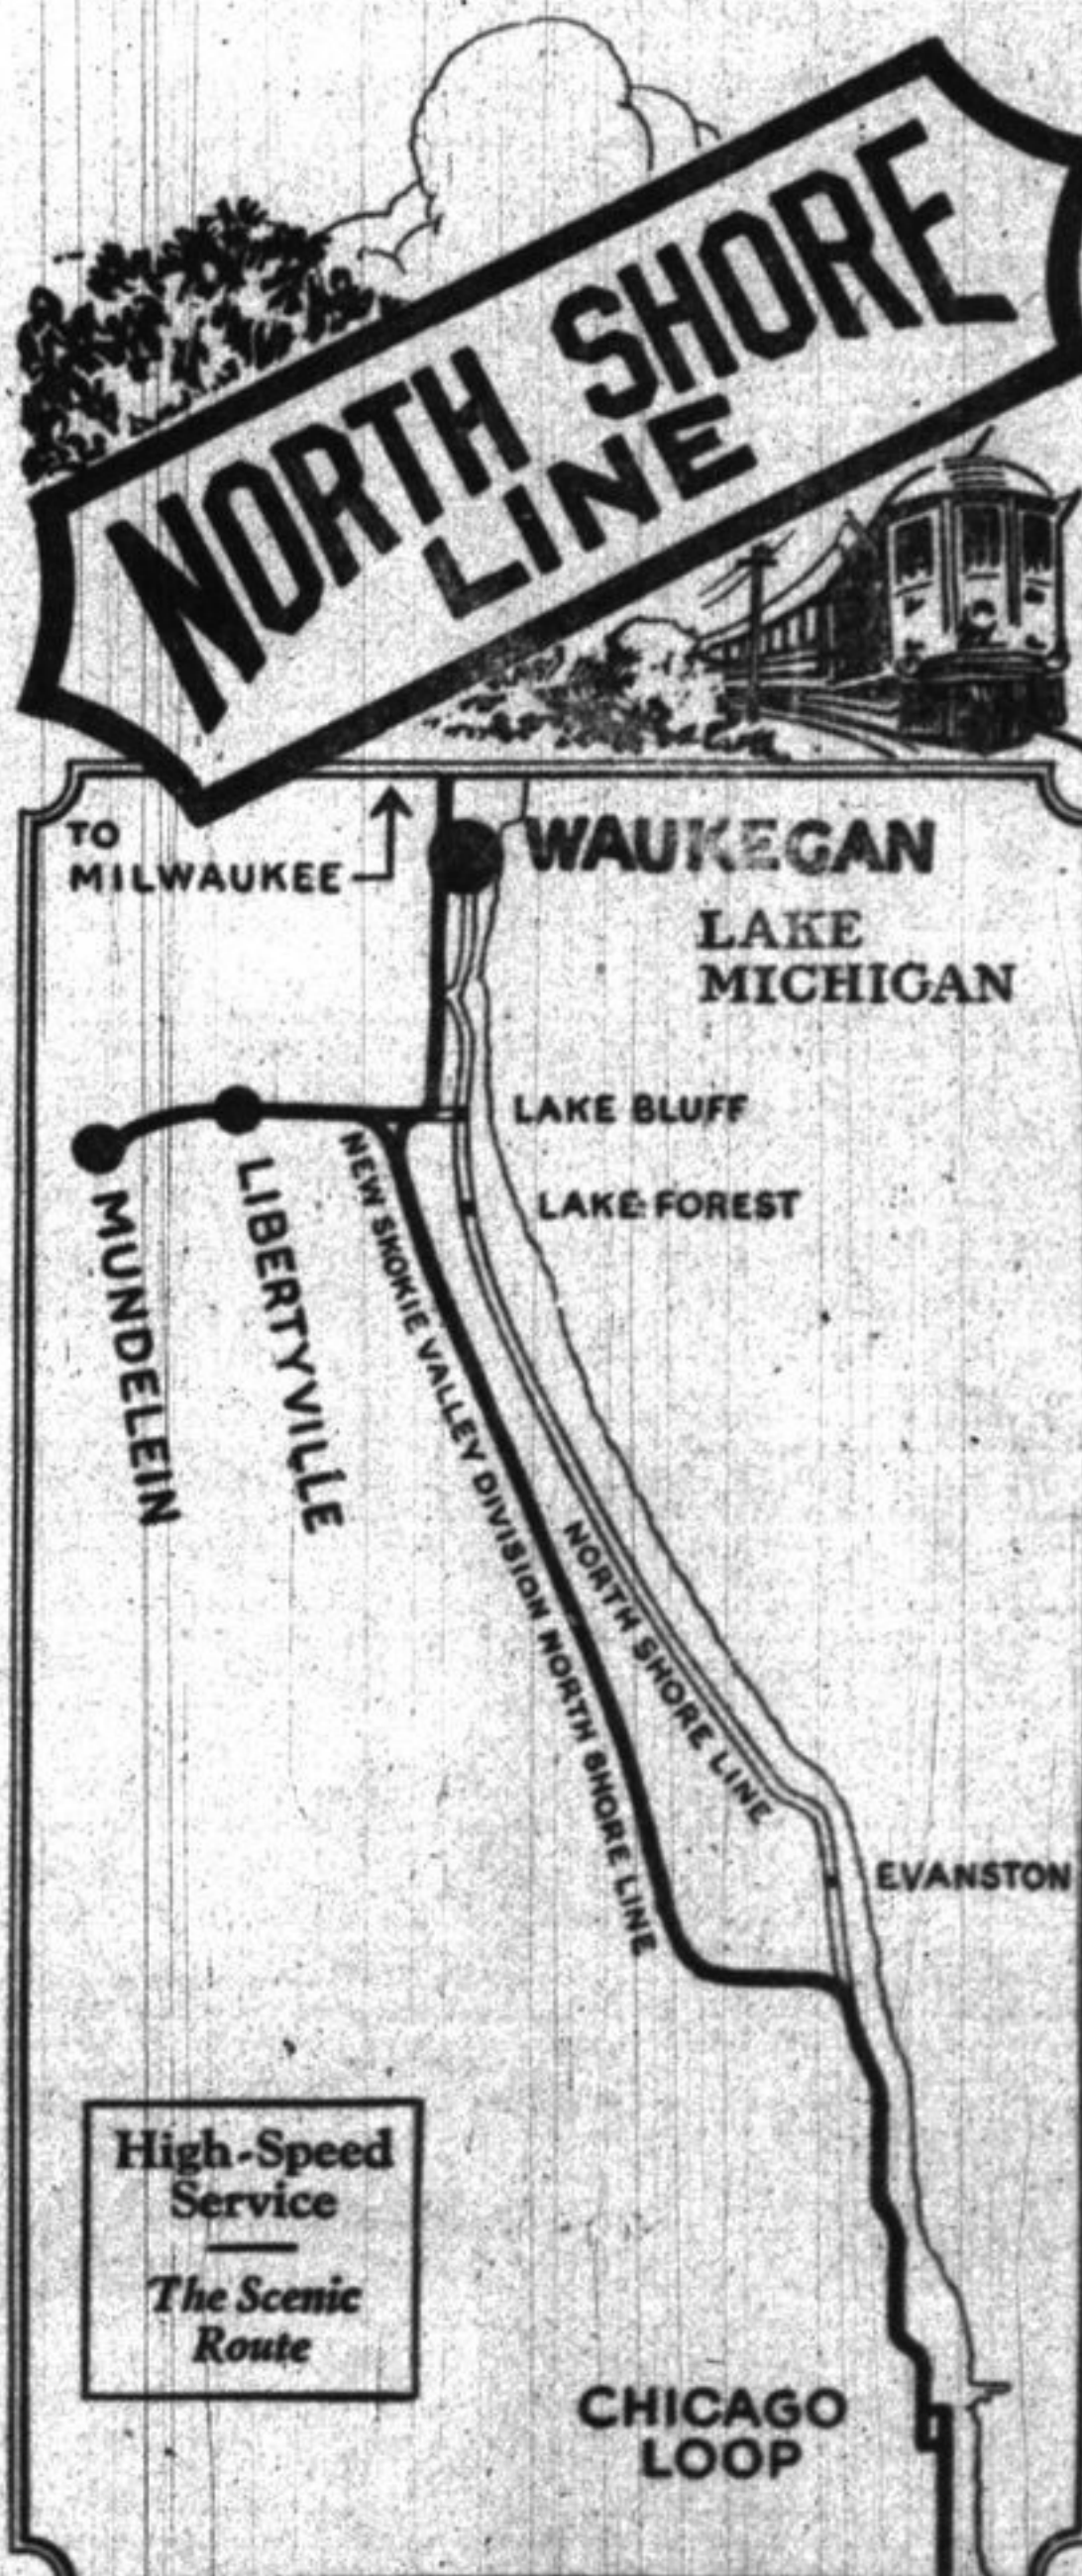 NORTH SHORE
LINE
TO
MILWAUKEE
WAUKEGAN
LAKE
MICHIGAN
LAKE BLUFF
LAKE FOREST
MUNDELEIN
LIBERTYVILLE
NEW SKOKIE VALLEY DIVISION NORTH SHORE LINE
NORTH SHORE LINE
EVANSTON
High-Speed
Service
The Scenic
Route
CHICAGO
LOOP